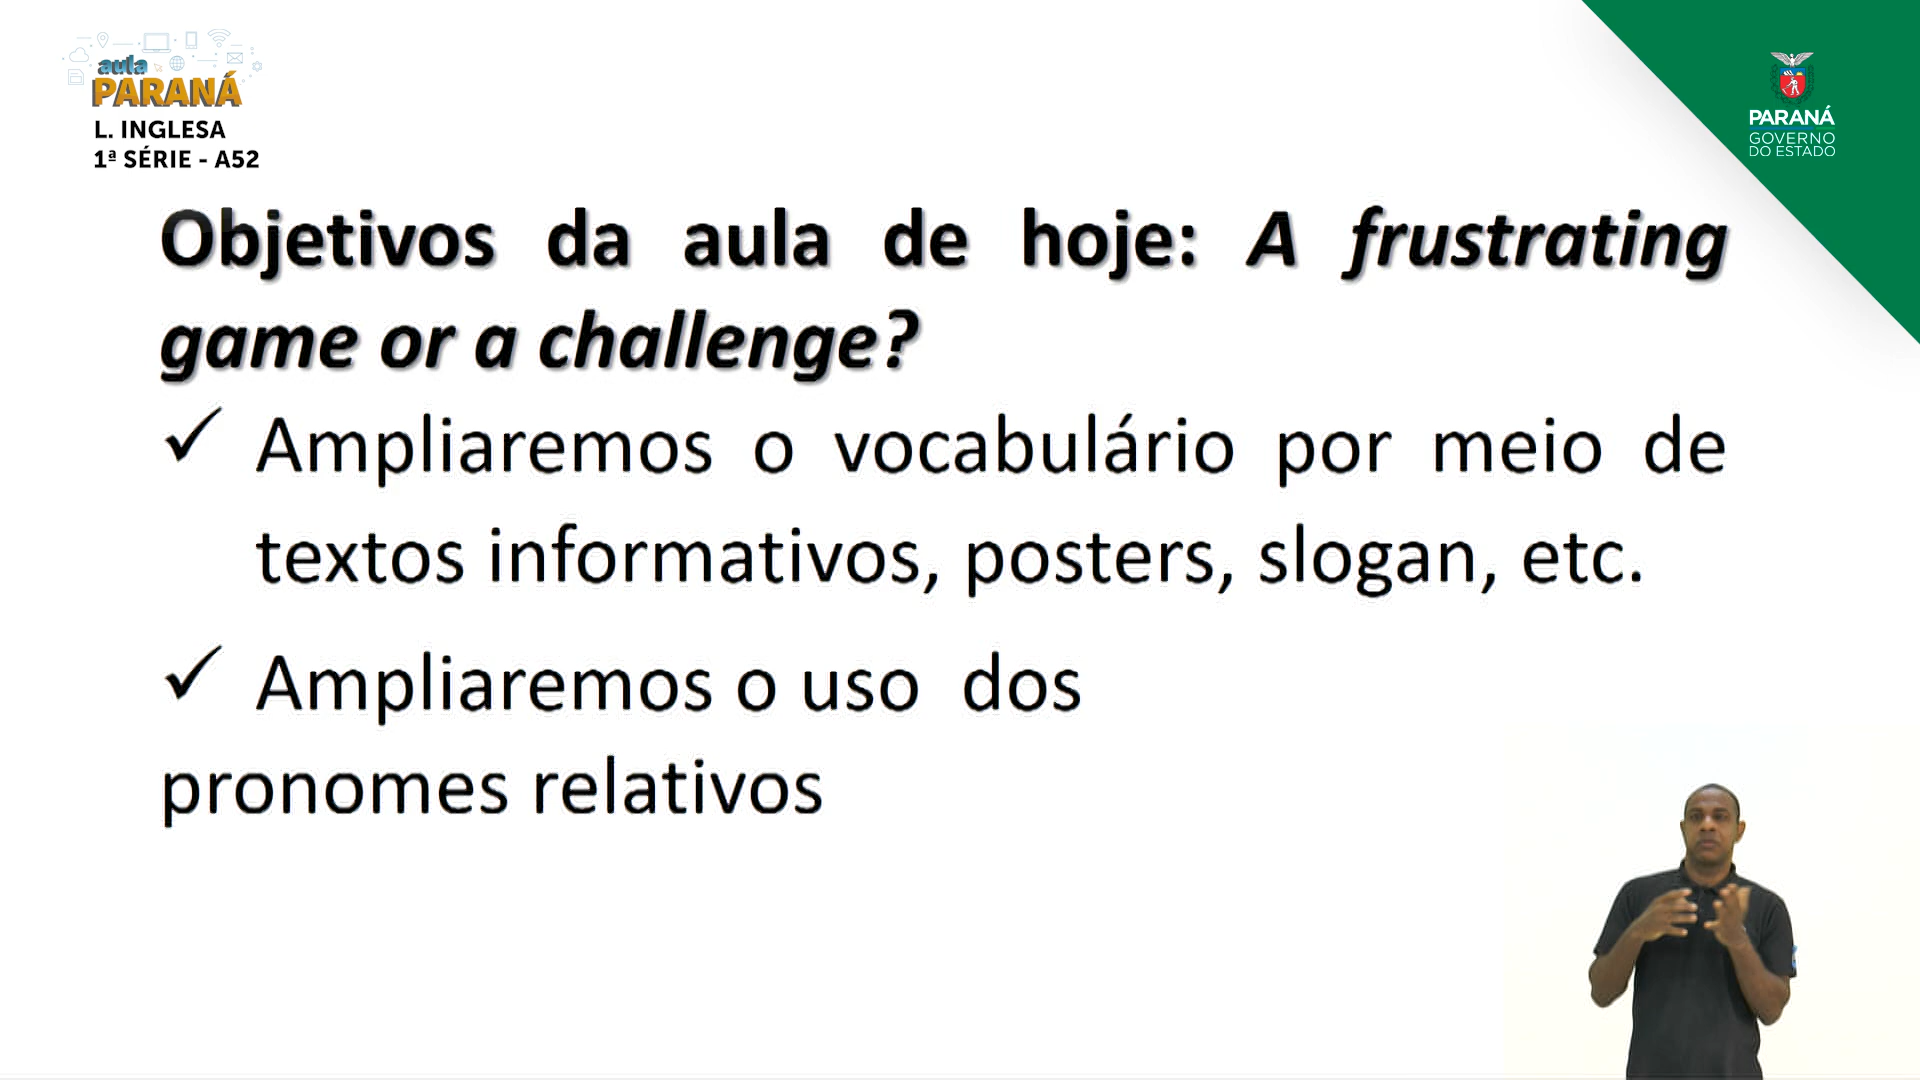 aula
PARANÁ
L. INGLESA
1ª SÉRIE - A52
PARANÁ
GOVERNO
DO ESTADO
Objetivos da aula de hoje: A frustrating
game or a challenge?
✓ Ampliaremos o vocabulário por meio de
textos informativos, posters, slogan, etc.
✓ Ampliaremos o uso dos
pronomes relativos